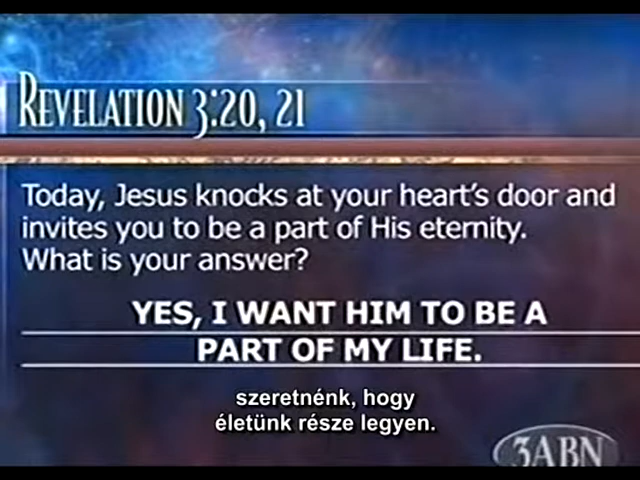 REVELATION 3:20, 21
Today, Jesus knocks at your heart's door and
invites you to be a part of His eternity.
What is your answer?
YES, I WANT HIM TO BE A
PART OF MY LIFE.
szeretnénk, hogy
életünk része legyen.
3ABN